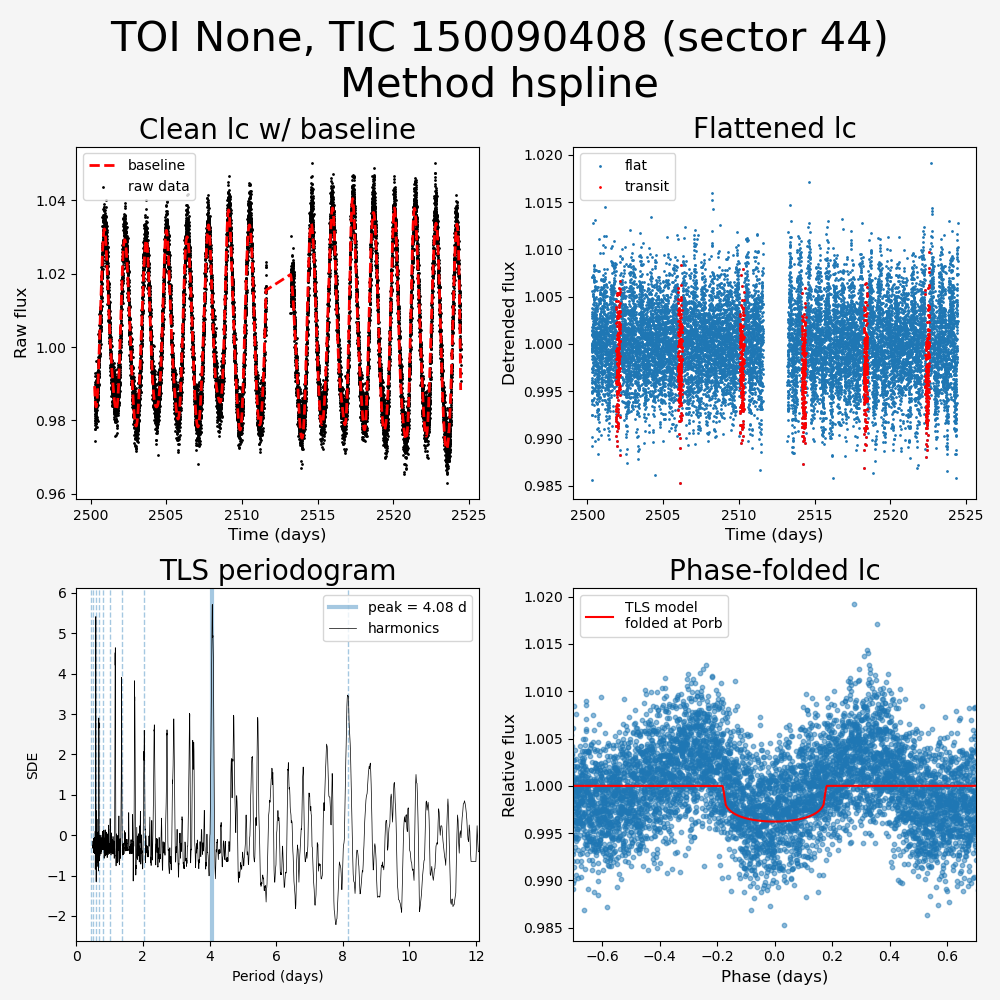 TOI None, TIC 150090408 (sector 44)
Method hspline
Clean lc w/ baseline
baseline
raw data
Raw flux
1.04
1.02
1.00
0.98
0.96
2500
2505
2510
2515
2520
2525
Time (days)
Flattened lc
flat
transit
Detrended flux
1.020
1.015
1.010
1.005
1.000
0.995
0.990
0.985
2500
2505
2510
2515
2520
2525
Time (days)
TLS periodogram
peak = 4.08 d
harmonics
SDE
6
5
4
3
2
1
0
−1
−2
0
2
4
6
8
10
12
Period (days)
Phase-folded lc
TLS model
folded at Porb
Relative flux
1.020
1.015
1.010
1.005
1.000
0.995
0.990
0.985
−0.6
−0.4
−0.2
0.0
0.2
0.4
0.6
Phase (days)